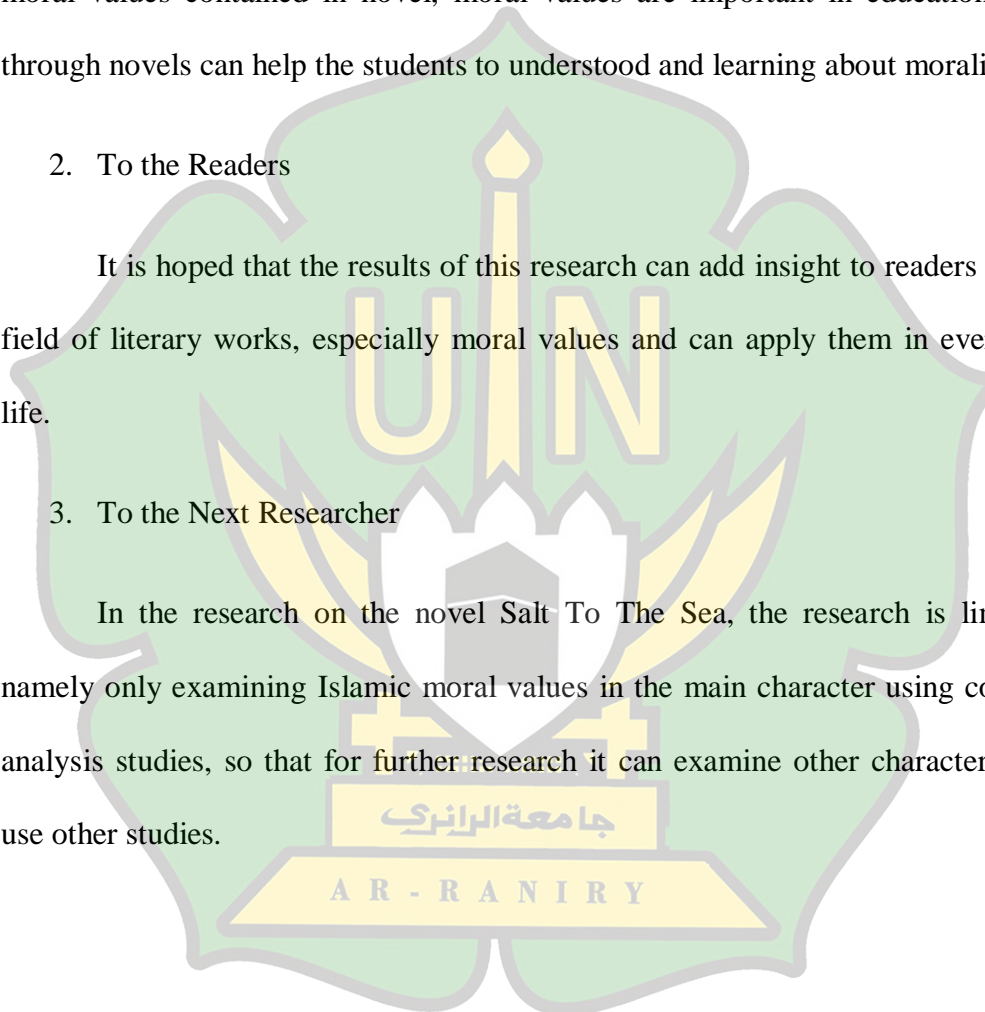 moral values contained in novel, moral values are important in education
through novels can help the students to understood and learning about morali
2. To the Readers
It is hoped that the results of this research can add insight to readers
field of literary works, especially moral values and can apply them in eve
life.
3. To the Next Researcher
In the research on the novel Salt To The Sea, the research is li
namely only examining Islamic moral values in the main character using co
analysis studies, so that for further research it can examine other character
use other studies.
UIN
جامعةالرانري
AR-RANIRY